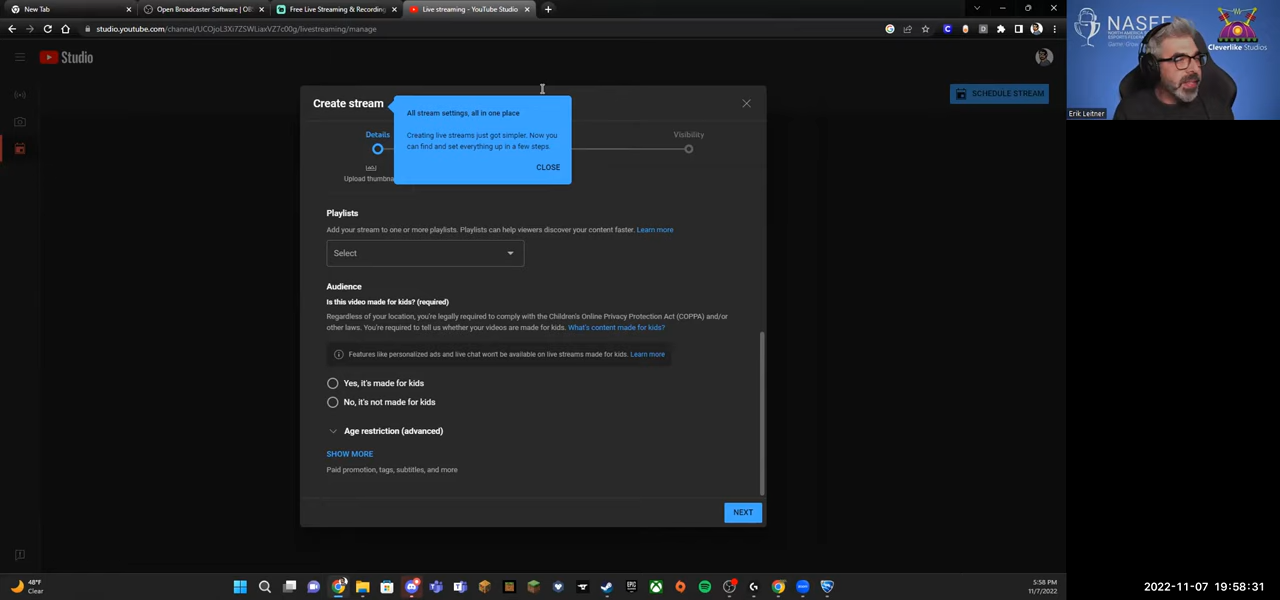 New Tab
Open Broadcaster Software | OB
Free Live Streaming & Recording
Live streaming - YouTube Studio
studio.youtube.com/channel/UCOjoL3Xi7Z5WLiaxVZ7c00g/livestreaming/manage
Studio
SCHEDULE STREAM
NASEF
NORTH AMERICA SC
ESPORTS FEDERA
Cleverlike Studios
Erik Leitner
Create stream
All stream settings, all in one place
Creating live streams just got simpler. Now you
can find and set everything up in a few steps.
CLOSE
Details
Visibility
Upload thumbna
Playlists
Add your stream to one or more playlists. Playlists can help viewers discover your content faster. Learn more
Select
Audience
Is this video made for kids? (required)
Regardless of your location, you're legally required to comply with the Children's Online Privacy Protection Act (COPPA) and/or
other laws. You're required to tell us whether your videos are made for kids. What's content made for kids?
Features like personalized ads and live chat won't be available on live streams made for kids. Learn more
Yes, it's made for kids
No, it's not made for kids
Age restriction (advanced)
SHOW MORE
Paid promotion, tags, subtitles, and more
NEXT
48°F
Clear
5:58 PM
11/7/2022
2022-11-07 19:58:31